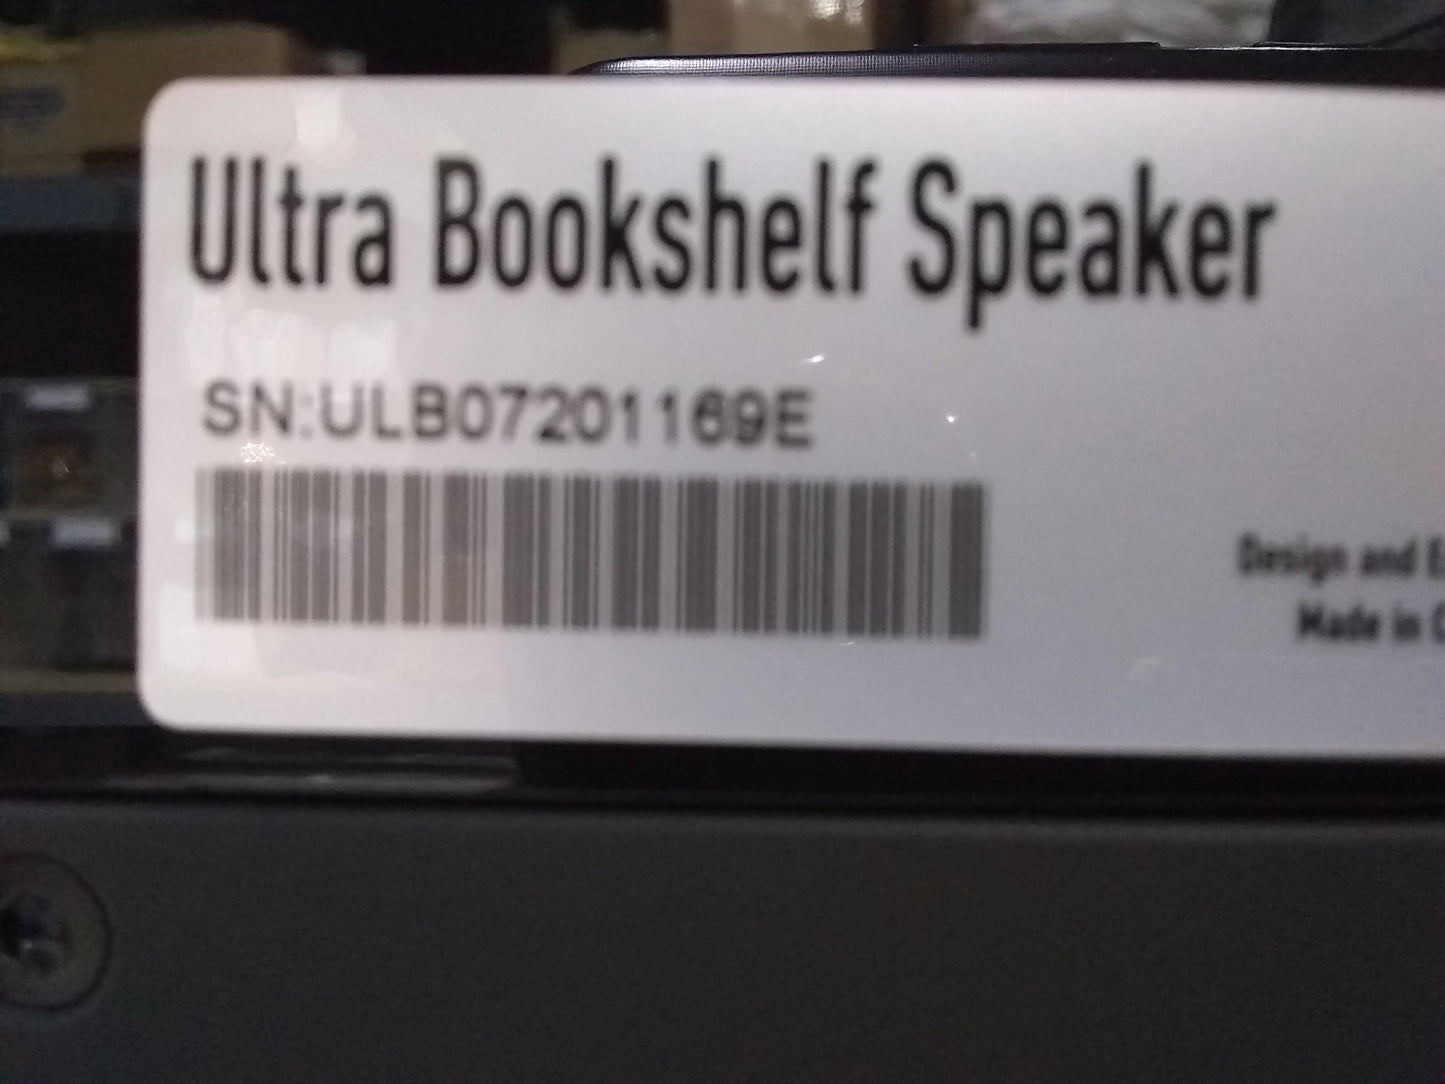 Ultra Bookshelf Speaker
SN:ULB07201169E
Design and
Made in